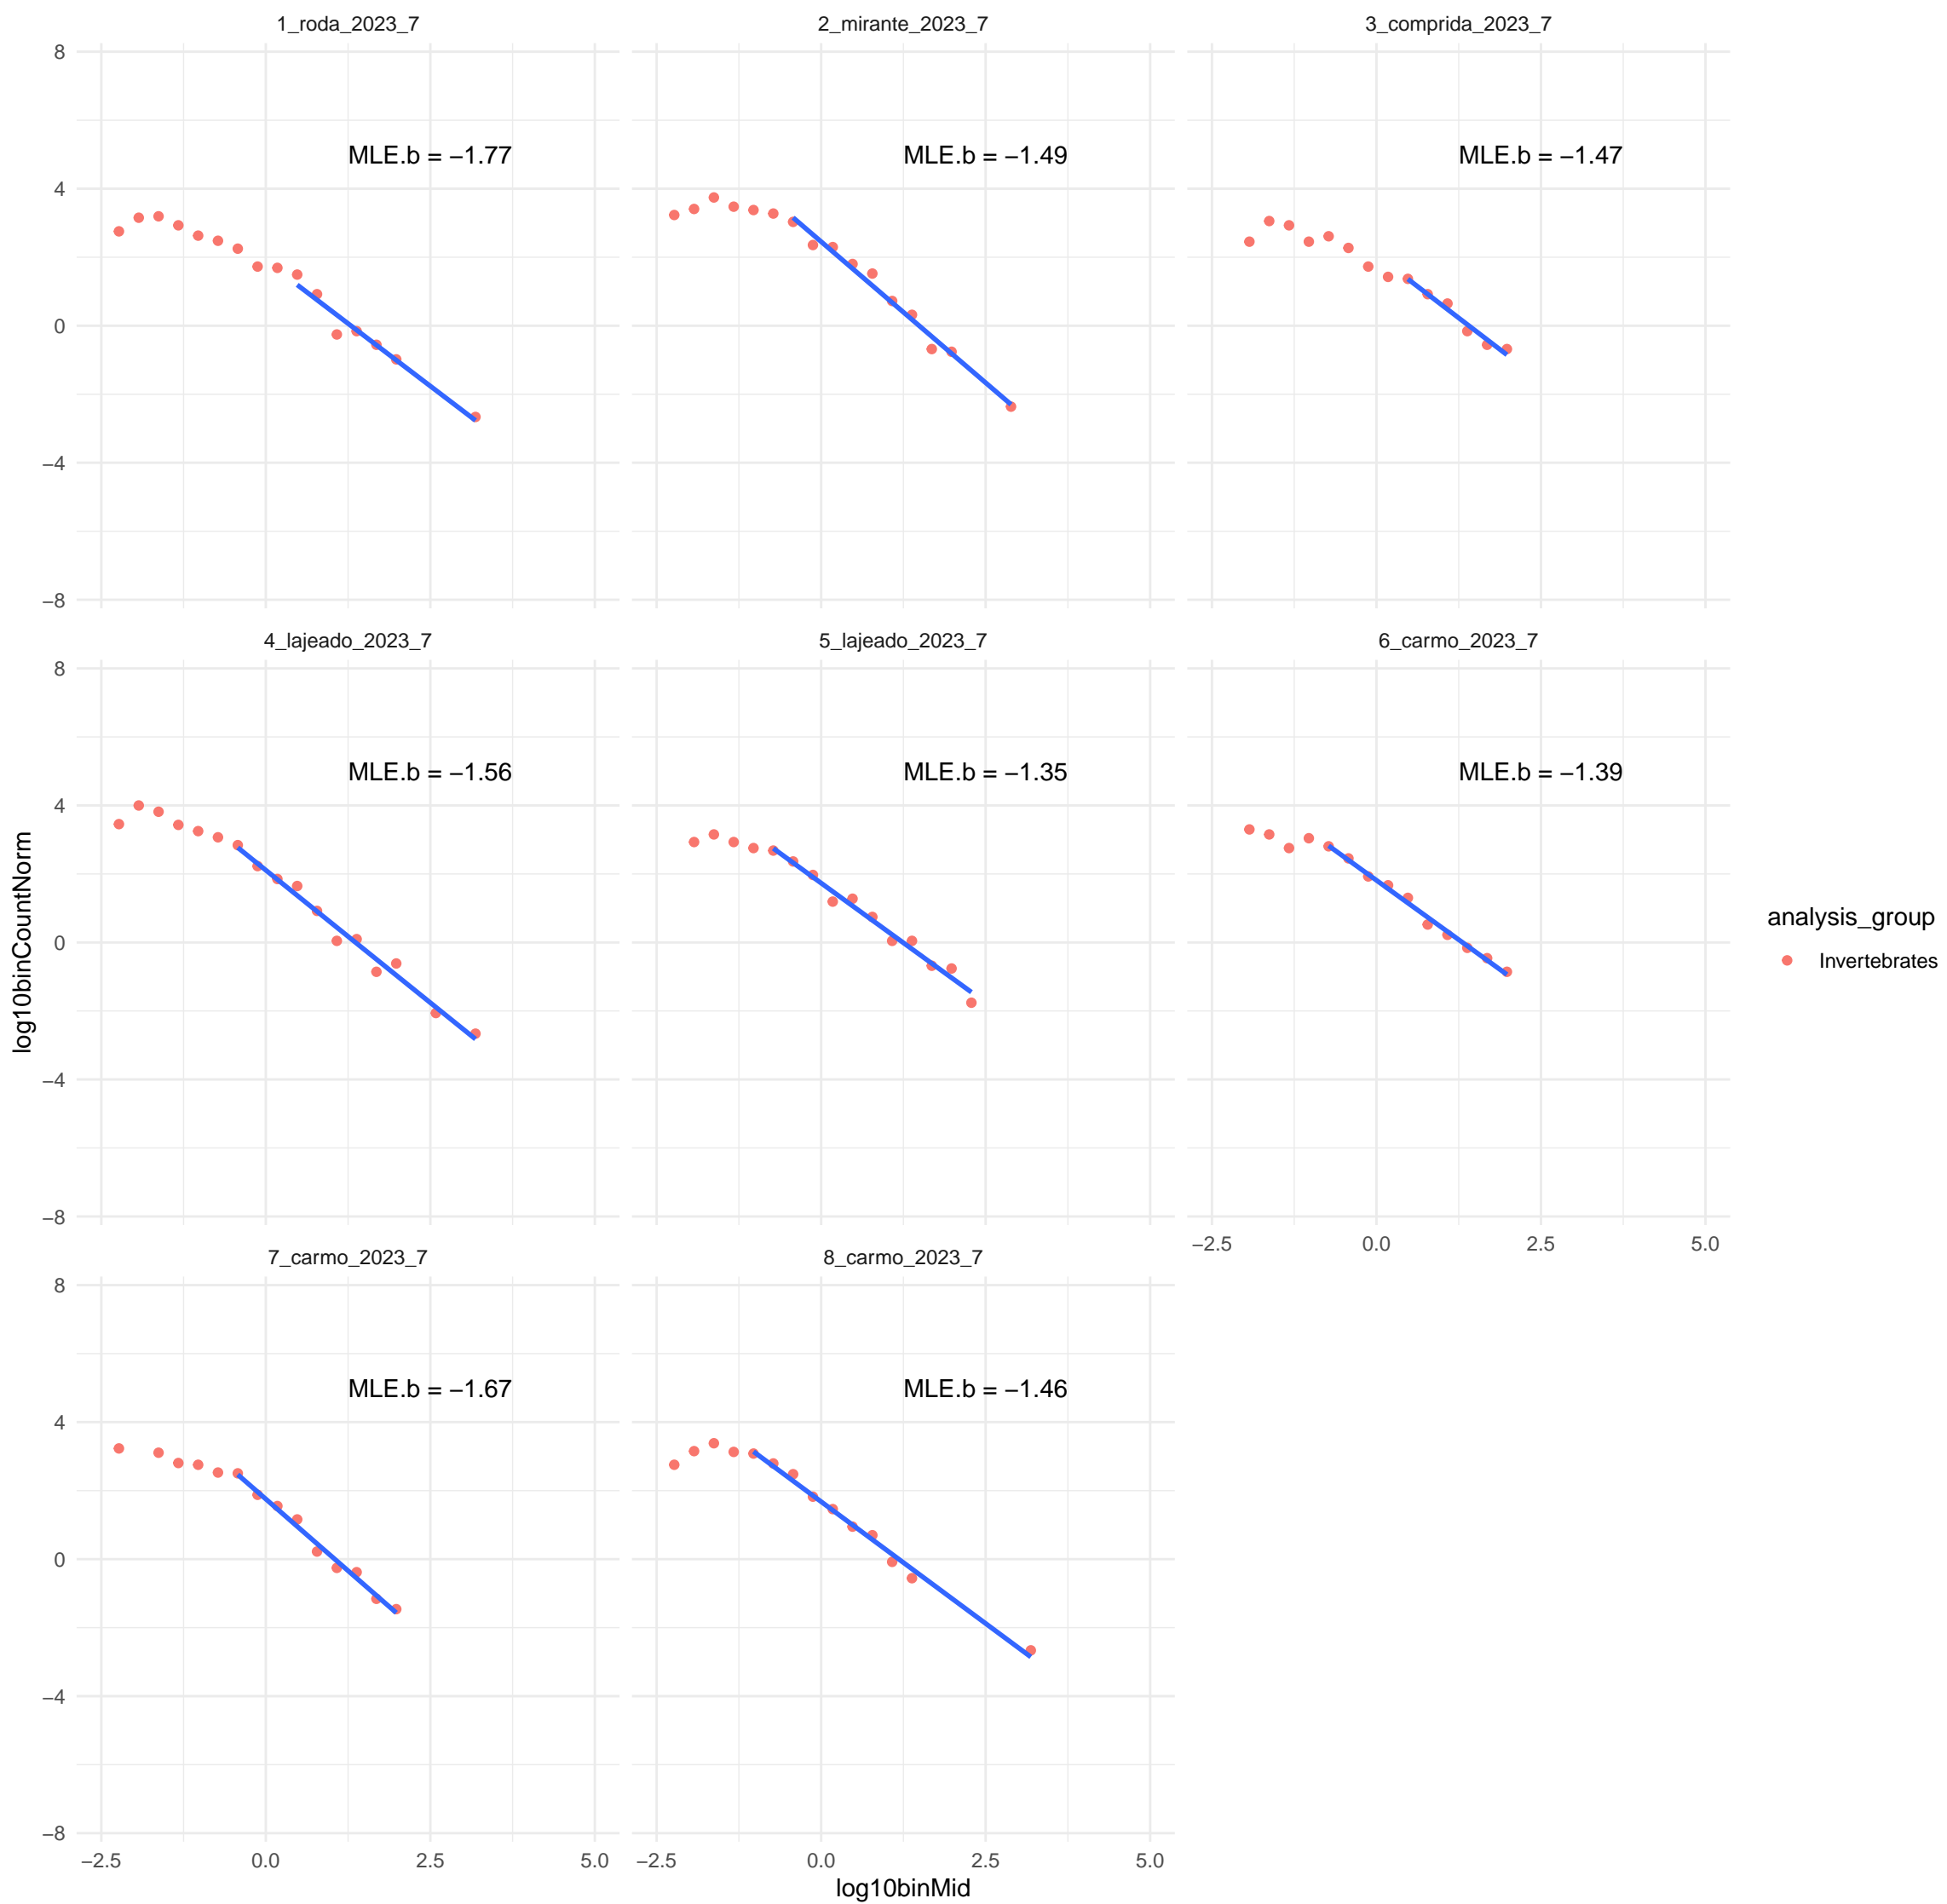 1_roda_2023_7
2_mirante_2023_7
3_comprida_2023_7
8
4
0
−4
−8
MLE.b = −1.77
MLE.b = −1.49
MLE.b = −1.47
4_lajeado_2023_7
5_lajeado_2023_7
6_carmo_2023_7
8
4
0
−4
−8
MLE.b = −1.56
MLE.b = −1.35
MLE.b = −1.39
−2.5 0.0 2.5 5.0
7_carmo_2023_7
8_carmo_2023_7
8
4
0
−4
−8
MLE.b = −1.67
MLE.b = −1.46
−2.5 0.0 2.5 5.0
−2.5 0.0 2.5 5.0
log10binMid
log10binCountNorm
analysis_group
Invertebrates